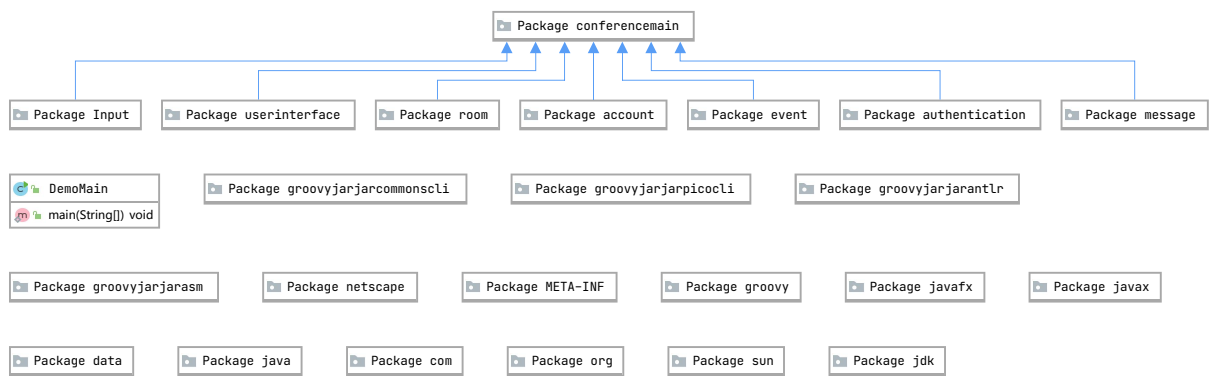 Package conferencemain
Package Input
Package userinterface
Package room
Package account
Package event
Package authentication
Package message
DemoMain
main(String[]) void
Package groovyjarjarcommonscli
Package groovyjarjarpicocli
Package groovyjarjarantlr
Package groovyjarjarasm
Package netscape
Package META-INF
Package groovy
Package javafx
Package javax
Package data
Package java
Package com
Package org
Package sun
Package jdk